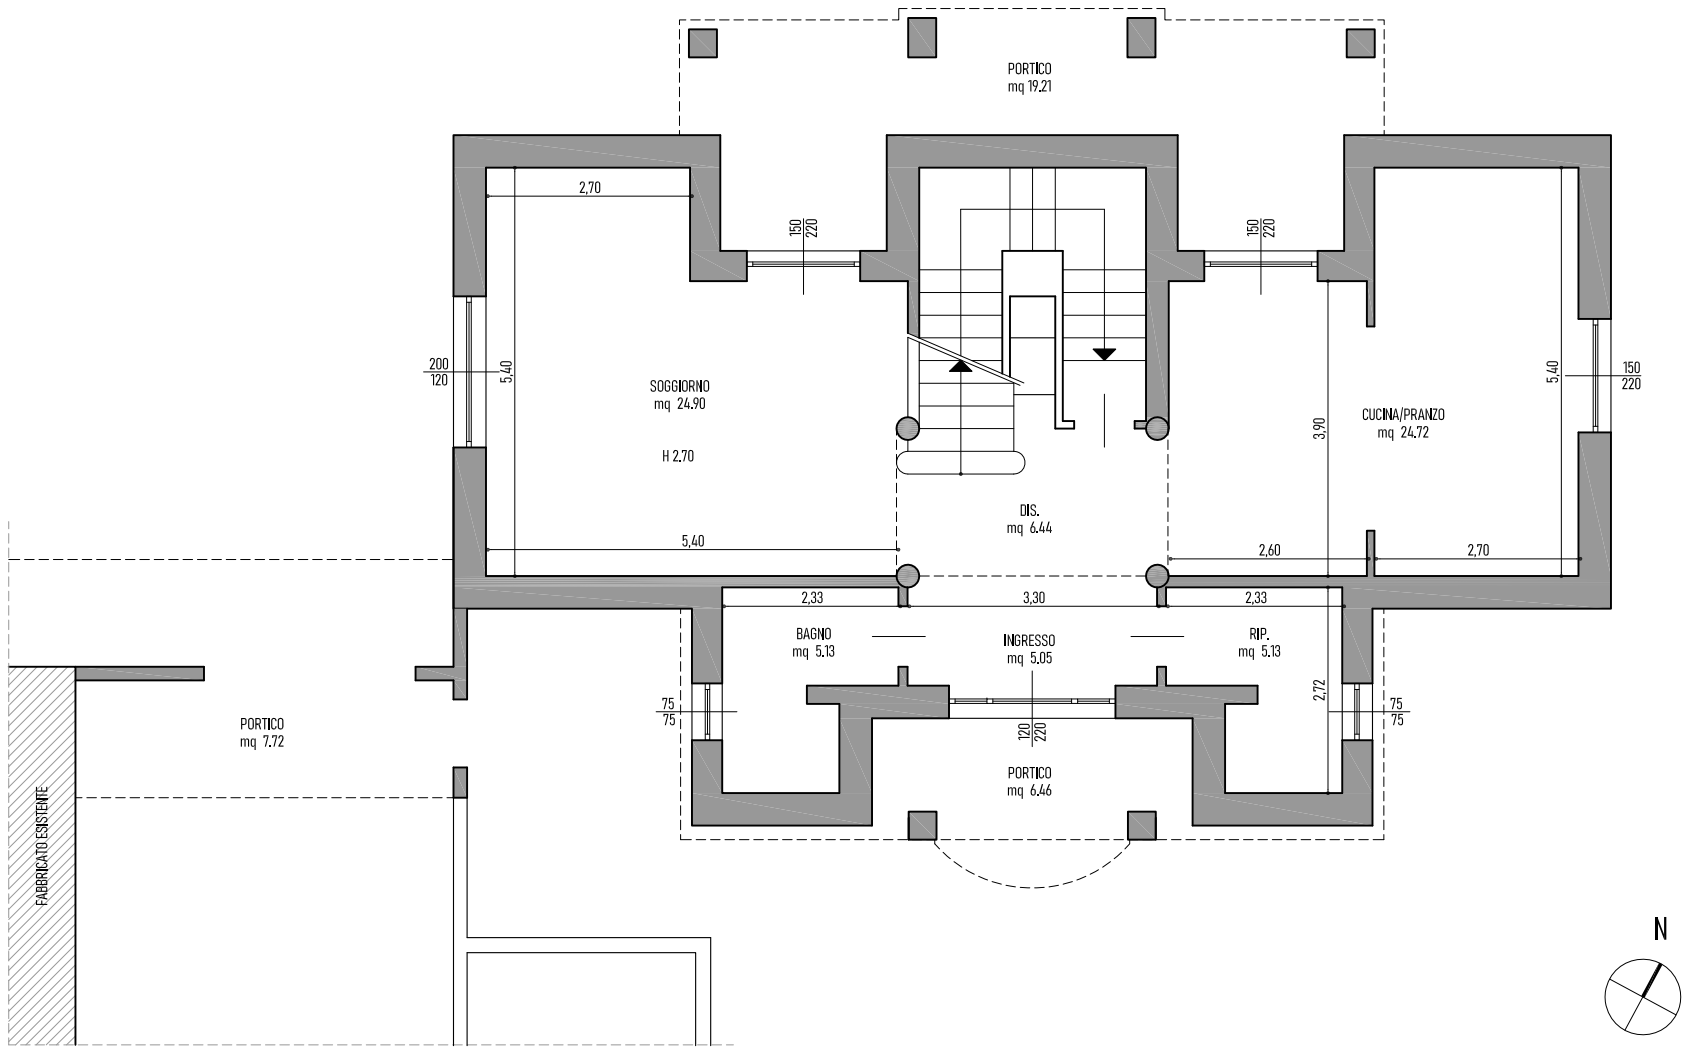 PORTICO
mq 19.21
2,70
150
220
150
220
200
120
5,40
SOGGIORNO
mq 24.90
H 2.70
5,40
DIS.
mq 6.44
3,90
CUCINA/PRANZO
mq 24.72
5,40
150
220
2,60
2,70
2,33
3,30
2,33
BAGNO
mq 5.13
INGRESSO
mq 5.05
RIP.
mq 5.13
2,72
75
75
75
75
120
220
PORTICO
mq 7.72
PORTICO
mq 6.46
FABBRICATO ESISTENTE
N